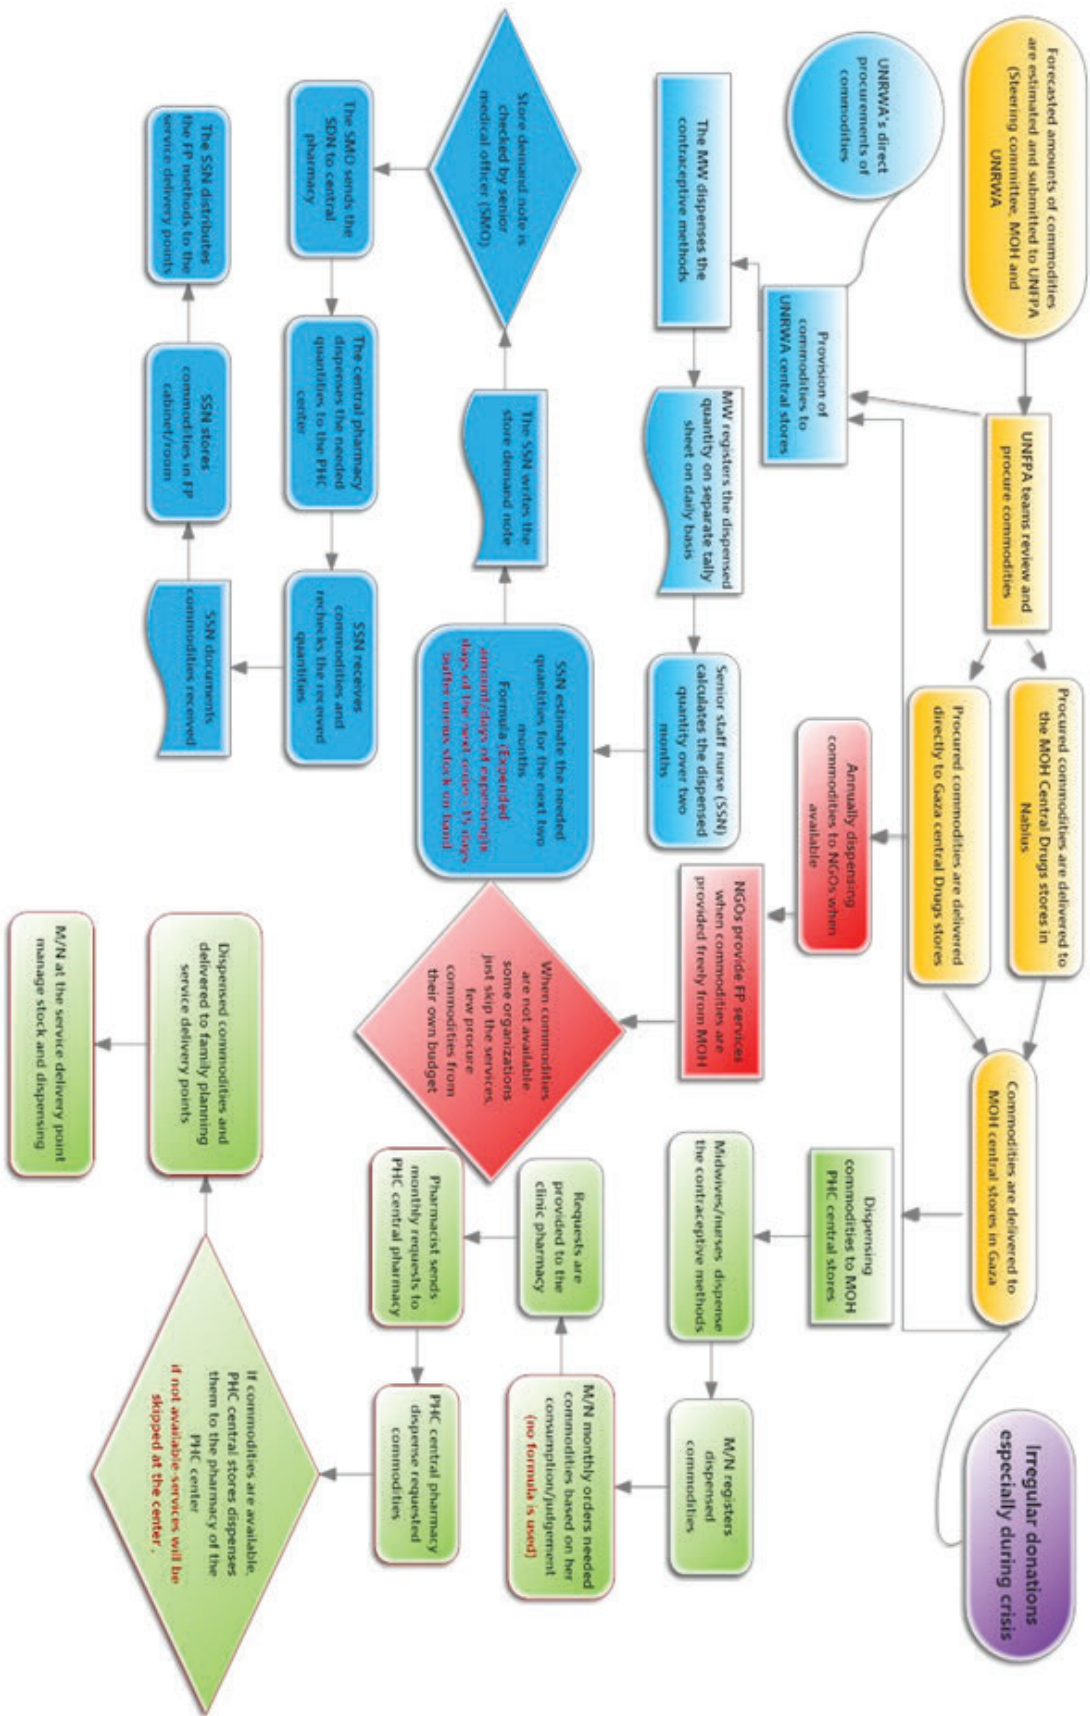 Forecasted amounts of commodities
are estimated and submitted to UNFPA
(Steering committee, MOH and
UNRWA
UNFPA teams review and
procure commodities
Procured commodities are delivered to
the MOH Central Drugs stores in
Nablus
Procured commodities are delivered
directly to Gaza central Drugs stores
Commodities are delivered to
MOH central stores in Gaza
Irregular donations
especially during crisis
UNRWA's direct
procurements of
commodities
Provision of
commodities to
UNRWA central stores
Annually dispensing
commodities to NGOs when
available
Dispensing
commodities to MOH
PHC central stores
The MW dispenses the
contraceptive methods
MW registers the dispensed
quantity on separate tally
sheet on daily basis
Senior staff nurse (SSN)
calculates the dispensed
quantity over two
months
NGOs provide FP services
when commodities are
provided freely from MOH
Midwives/nurses dispense
the contraceptive methods
M/N registers
dispensed
commodities
Store demand note is
checked by senior
medical officer (SMO)
The SSN writes the
store demand note
SSN estimate the needed
quantities for the next two
months
Formula (Expended
amount/days of expensing)x
days of the next order + 15 days
buffer menus stock on hand
When commodities
are not available
some organizations
just skip the services,
few procure
commodities from
their own budget
Requests are
provided to the
clinic pharmacy
M/N monthly orders needed
commodities based on her
consumption/judgement
(no formula is used)
The SMO sends the
SDN to central
pharmacy
The central pharmacy
dispenses the needed
quantities to the PHC
center
SSN receives
commodities and
rechecks the received
quantities
Pharmacist sends-
monthly requests to
PHC central pharmacy
PHC central pharmacy
dispense requested
commodities
The SSN distributes
the FP methods to the
service delivery points
SSN stores
commodities in FP
cabinet/room
SSN documents
commodities received
Dispensed commodities and
delivered to family planning
service delivery points
If commodities are available,
PHC central stores dispenses
them to the pharmacy of the
PHC center
if not available-services will be
skipped at the center .
M/N at the service delivery point
manage stock and dispensing